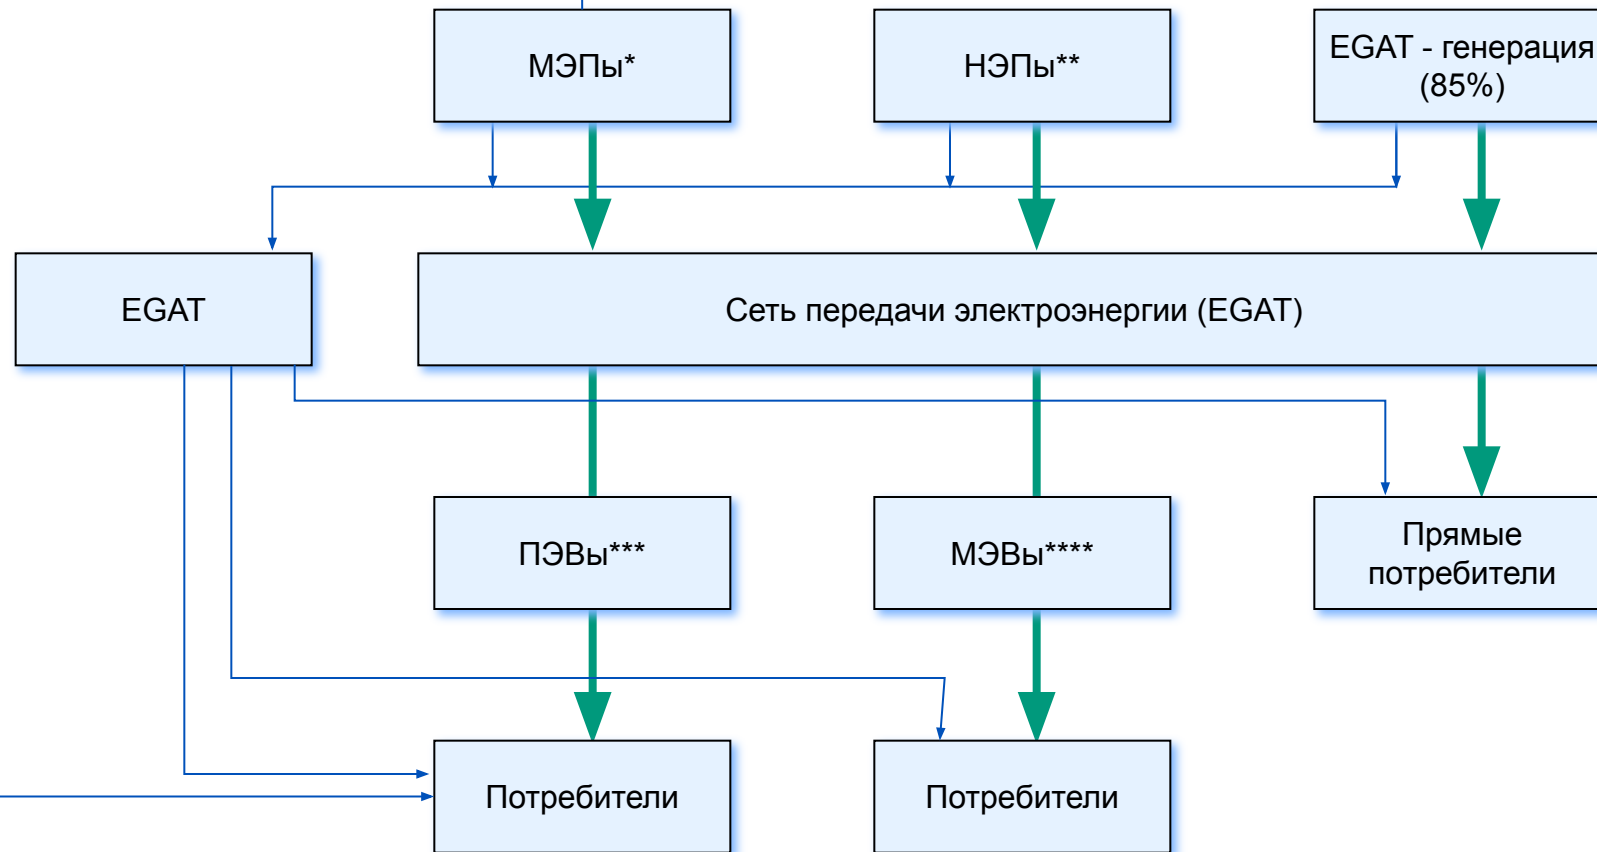 МЭПы*
НЭПы**
EGAT - генерация
(85%)
EGAT
Сеть передачи электроэнергии (EGAT)
ПЭВы***
МЭВы****
Прямые
потребители
Потребители
Потребители